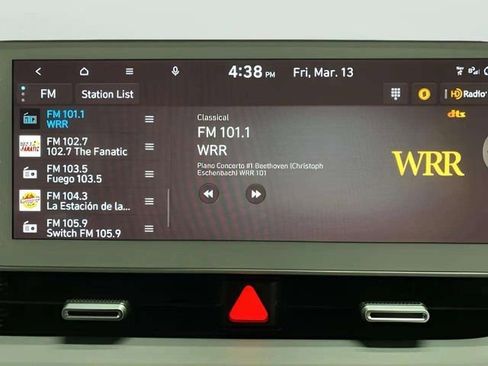 4:38 PM
Fri, Mar. 13
FM
Station List
HD Radio
dts
FM 101.1
WRR
FM 102.7
102.7 The Fanatic
FM 103.5
Fuego 103.5
FM 104.3
La Estación de la...
FM 105.9
Switch FM 105.9
Classical
FM 101.1
WRR
Piano Concerto #1 Beethoven (Christoph
Eschenbach) WRR 101
WRR